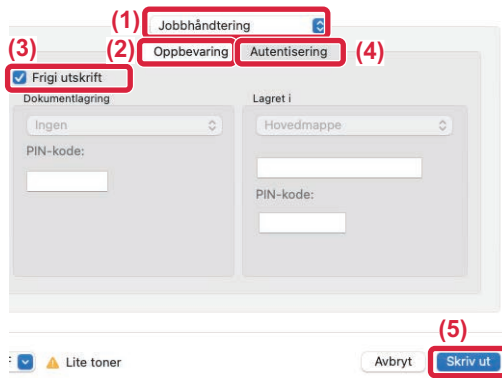 (1) Jobbhåndtering
(2) Oppbevaring Autentisering (4)
(3)
Frigi utskrift
Dokumentlagring Lagret i
Ingen Hovedmappe
PIN-kode:
PIN-kode:
(5)
F Lite toner Avbryt Skriv ut